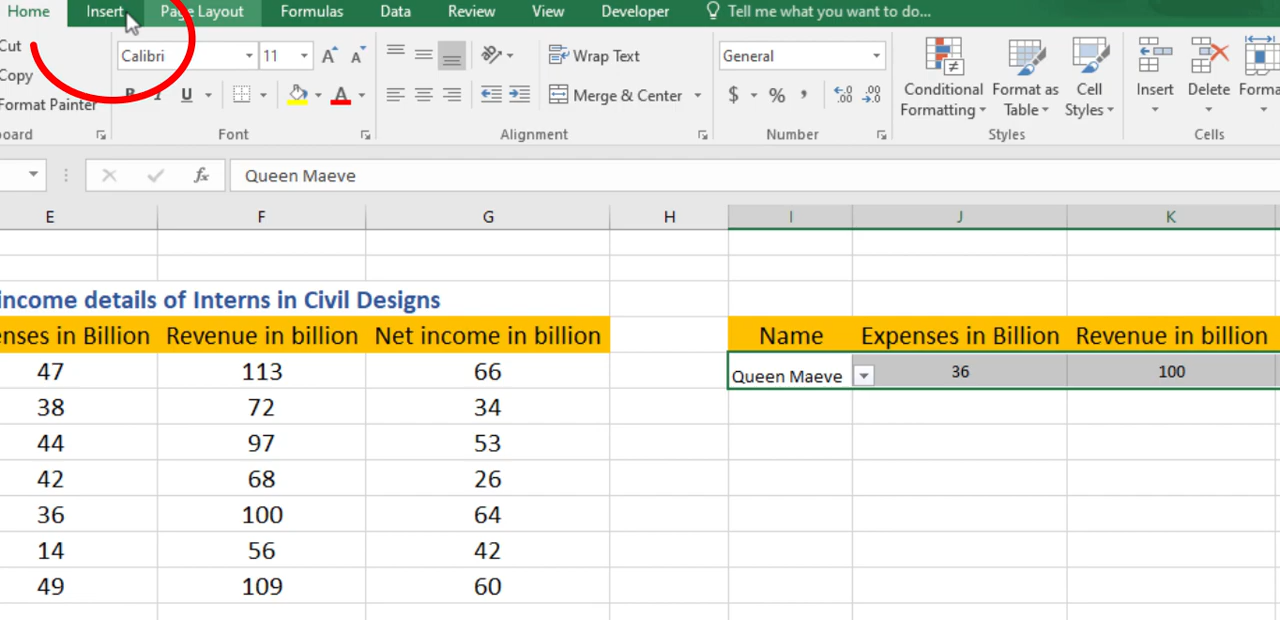 Home Insert Page Layout Formulas Data Review View Developer Tell me what you want to do...
Cut
Copy
Format Painter
Calibri 11
B I U
A A A
Wrap Text
Merge & Center
General
$ % , .00 .00
Conditional Formatting
Format as Table
Cell Styles
Insert
Delete
Font
Alignment
Number
Styles
Cells
fx Queen Maeve
E F G H I J K
income details of Interns in Civil Designs
in Billion Revenue in billion Net income in billion Name Expenses in Billion Revenue in billion
47 113 66 Queen Maeve 36 100
38 72 34
44 97 53
42 68 26
36 100 64
14 56 42
49 109 60